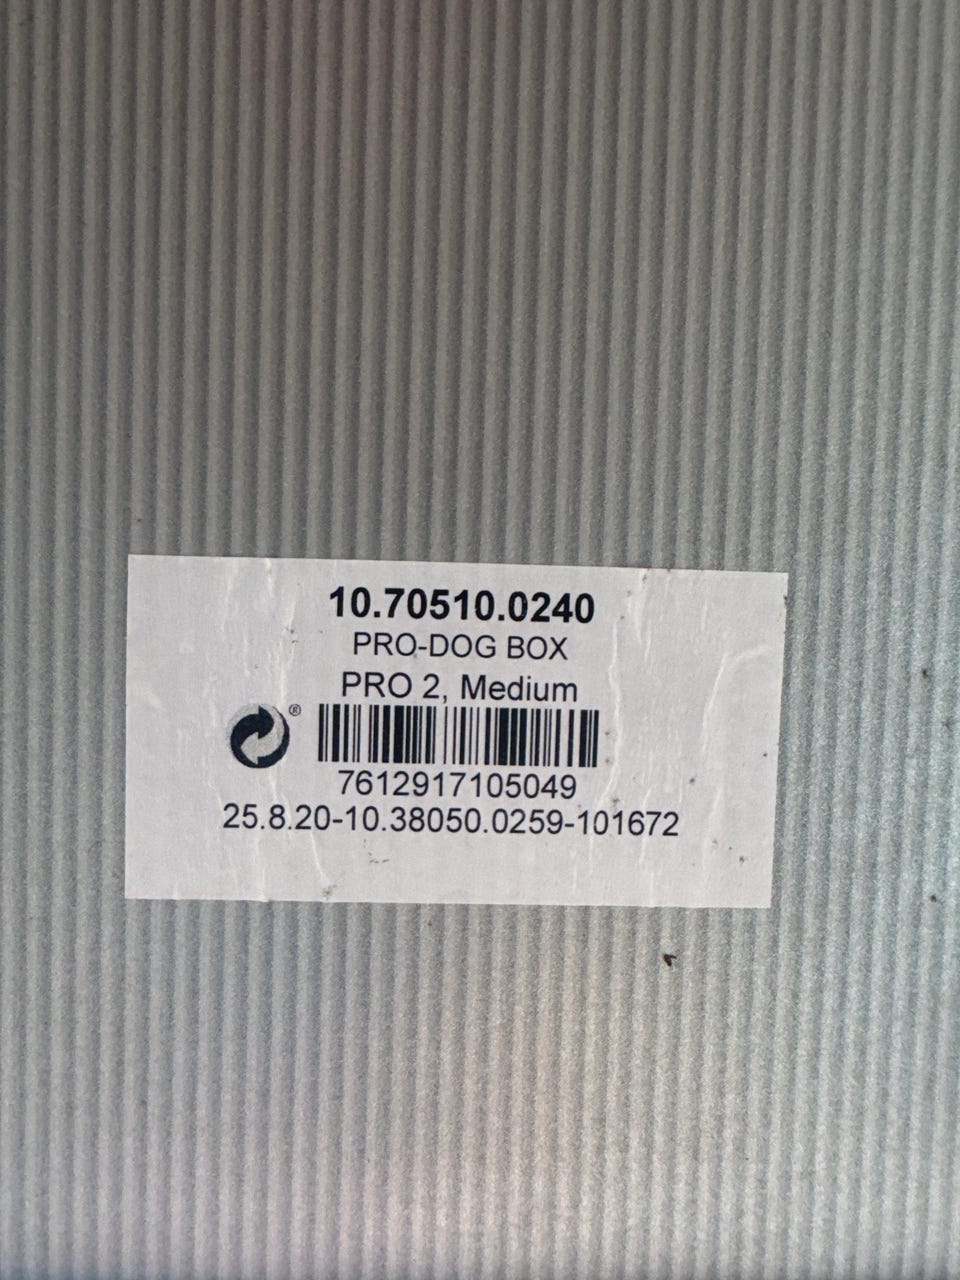 10.70510.0240
PRO-DOG BOX
PRO 2, Medium
®
7612917105049
25.8.20-10.38050.0259-101672